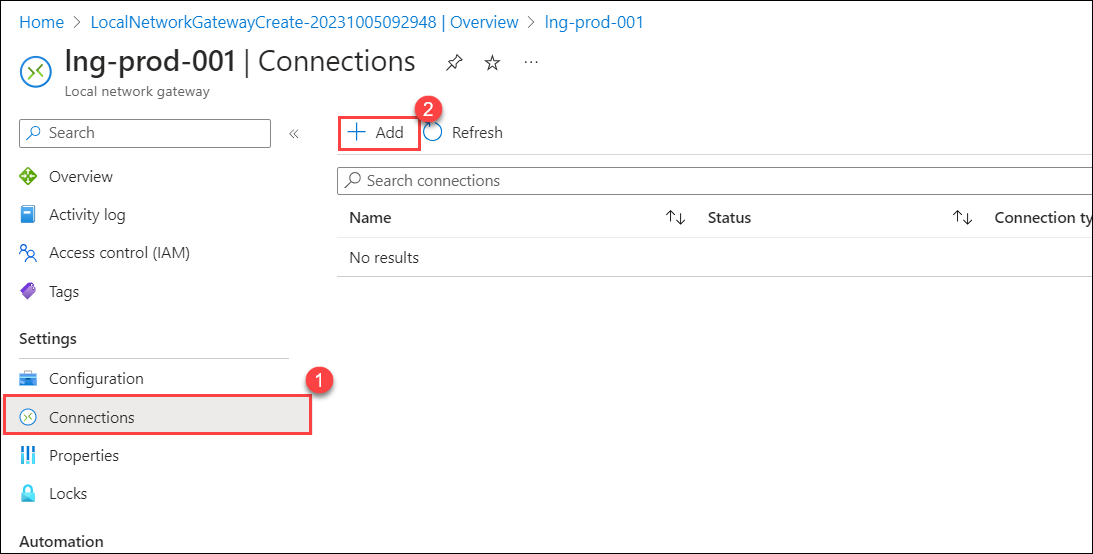 Home > LocalNetworkGatewayCreate-20231005092948 | Overview > lng-prod-001
lng-prod-001 | Connections ...
Local network gateway
Search «
2
+ Add Refresh
Overview
Activity log
Access control (IAM)
Tags
Settings
Configuration
1
Connections
Properties
Locks
Automation
Search connections
Name ↑↓ Status ↑↓ Connection ty
No results